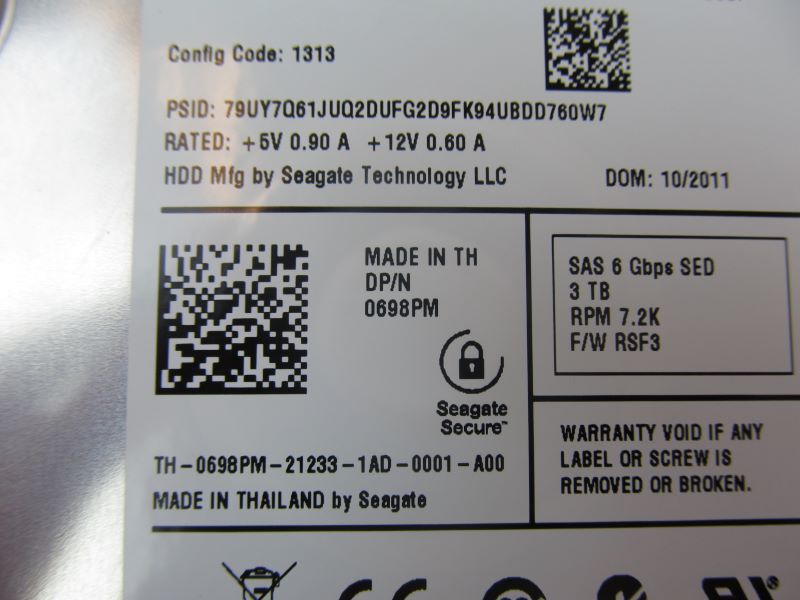 Config Code: 1313
PSID: 79UY7Q61JUQ2DUFG2D9FK94UBDD760W7
RATED: +5V 0.90 A +12V 0.60 A
HDD Mfg by Seagate Technology LLC
DOM: 10/2011
MADE IN TH
DP/N
0698PM
Seagate
Secure™
TH-0698PM-21233-1AD-0001-A00
MADE IN THAILAND by Seagate
SAS 6 Gbps SED
3 TB
RPM 7.2K
F/W RSF3
WARRANTY VOID IF ANY
LABEL OR SCREW IS
REMOVED OR BROKEN.